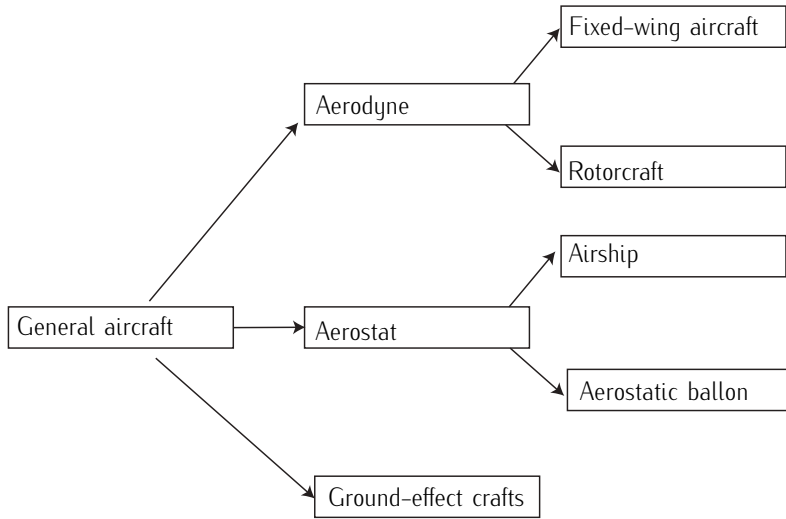 Fixed-wing aircraft
Aerodyne
Rotorcraft
Airship
General aircraft
Aerostat
Aerostatic ballon
Ground-effect crafts